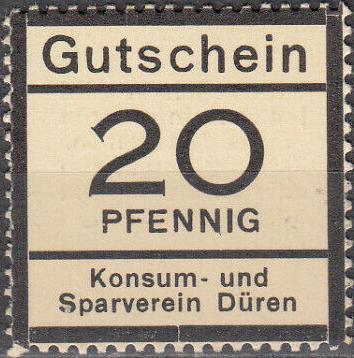 Gutschein
20
PFENNIG
Konsum- und
Sparverein Düren